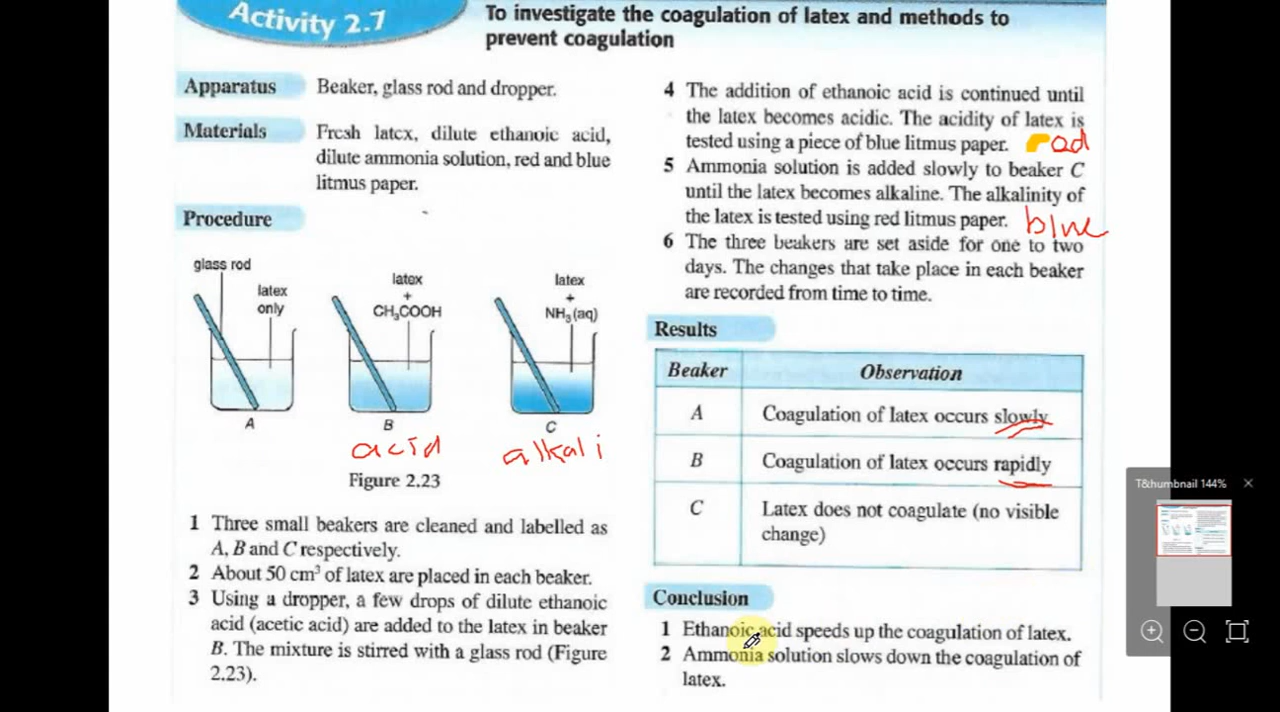 Activity 2.7
To investigate the coagulation of latex and methods to
prevent coagulation
Apparatus
Beaker, glass rod and dropper.
Materials
Fresh latex, dilute ethanoic acid,
dilute ammonia solution, red and blue
litmus paper.
Procedure
glass rod
latex
only
latex
+
CH₃COOH
latex
+
NH₃(aq)
A
B
C
acid
alkali
Figure 2.23
1 Three small beakers are cleaned and labelled as
A, B and C respectively.
2 About 50 cm³ of latex are placed in each beaker.
3 Using a dropper, a few drops of dilute ethanoic
acid (acetic acid) are added to the latex in beaker
B. The mixture is stirred with a glass rod (Figure
2.23).
4 The addition of ethanoic acid is continued until
the latex becomes acidic. The acidity of latex is
tested using a piece of blue litmus paper. red
5 Ammonia solution is added slowly to beaker C
until the latex becomes alkaline. The alkalinity of
the latex is tested using red litmus paper. blue
6 The three beakers are set aside for one to two
days. The changes that take place in each beaker
are recorded from time to time.
Results
Beaker Observation
A Coagulation of latex occurs slowly
B Coagulation of latex occurs rapidly
C Latex does not coagulate (no visible
change)
Conclusion
1 Ethanoic acid speeds up the coagulation of latex.
2 Ammonia solution slows down the coagulation of
latex.
T&humbnail 144%